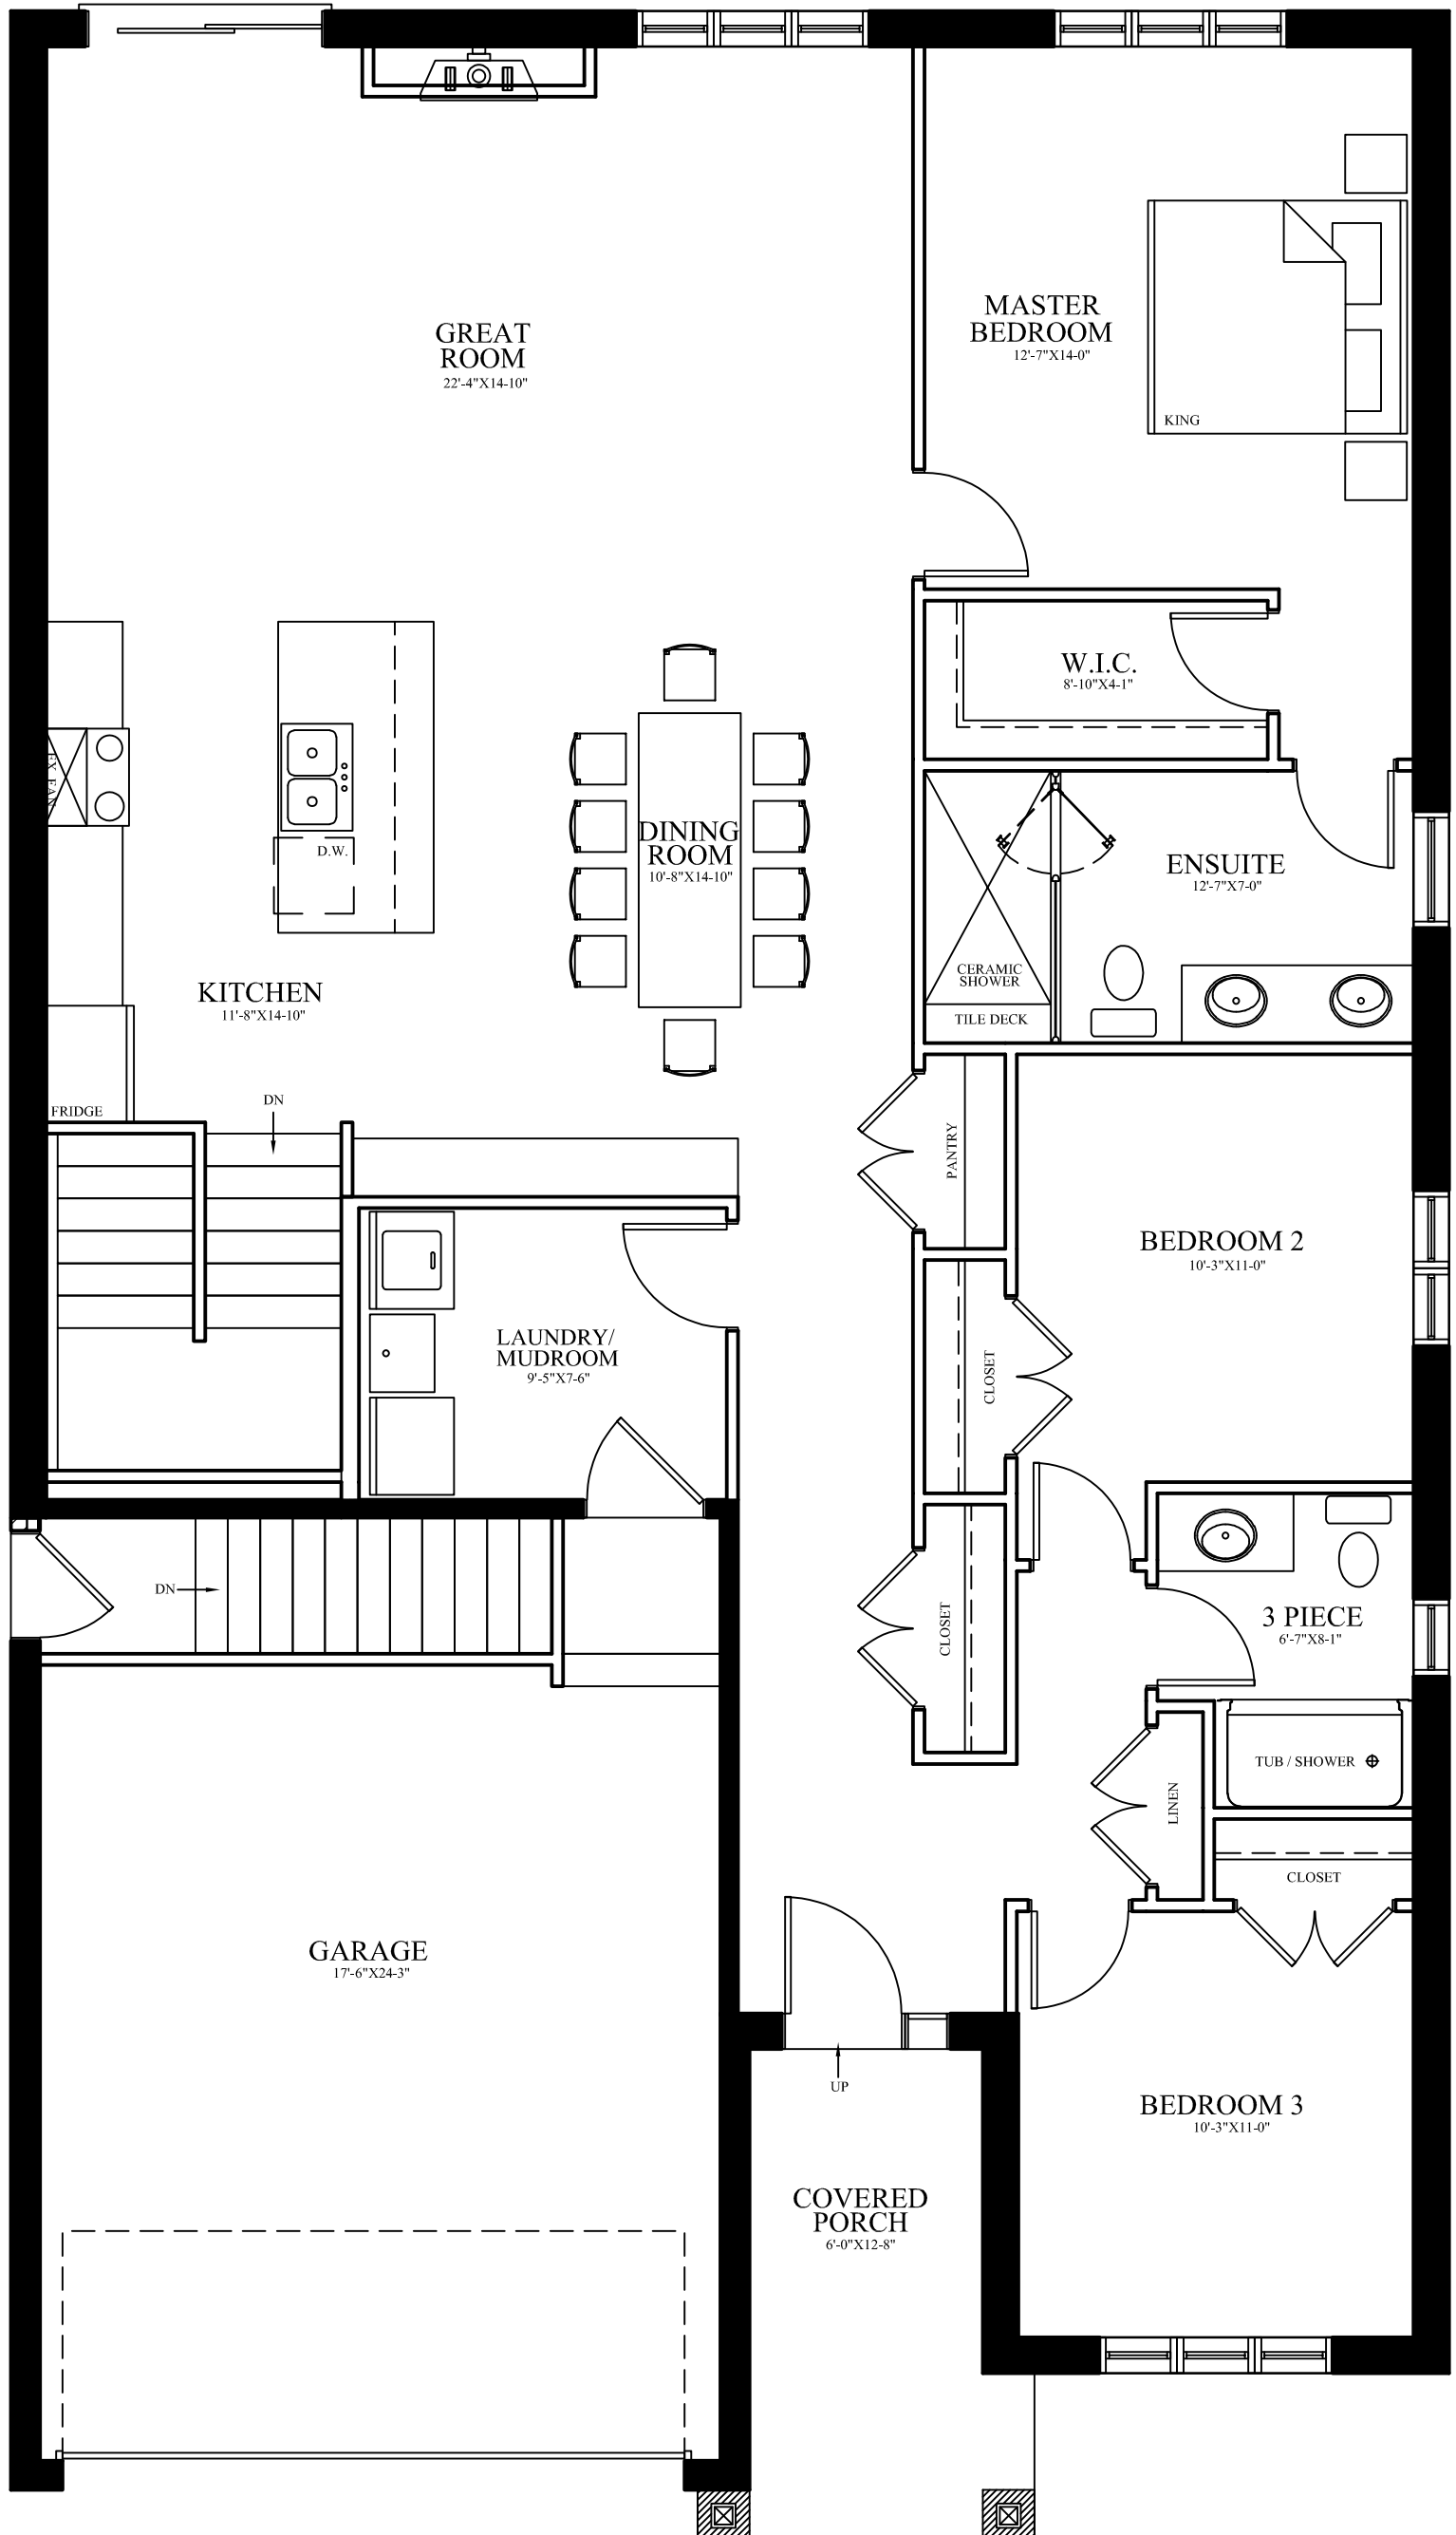 GREAT
ROOM
22'-4"X14-10"
MASTER
BEDROOM
12'-7"X14-0"
KING
W.I.C.
8'-10"X4-1"
EX.FAN
D.W.
DINING
ROOM
10'-8"X14-10"
ENSUITE
12'-7"X7-0"
CERAMIC
SHOWER
TILE DECK
KITCHEN
11'-8"X14-10"
FRIDGE
DN
PANTRY
BEDROOM 2
10'-3"X11-0"
LAUNDRY/
MUDROOM
9'-5"X7-6"
CLOSET
DN
CLOSET
3 PIECE
6'-7"X8-1"
TUB / SHOWER
LINEN
CLOSET
GARAGE
17'-6"X24-3"
UP
BEDROOM 3
10'-3"X11-0"
COVERED
PORCH
6'-0"X12-8"